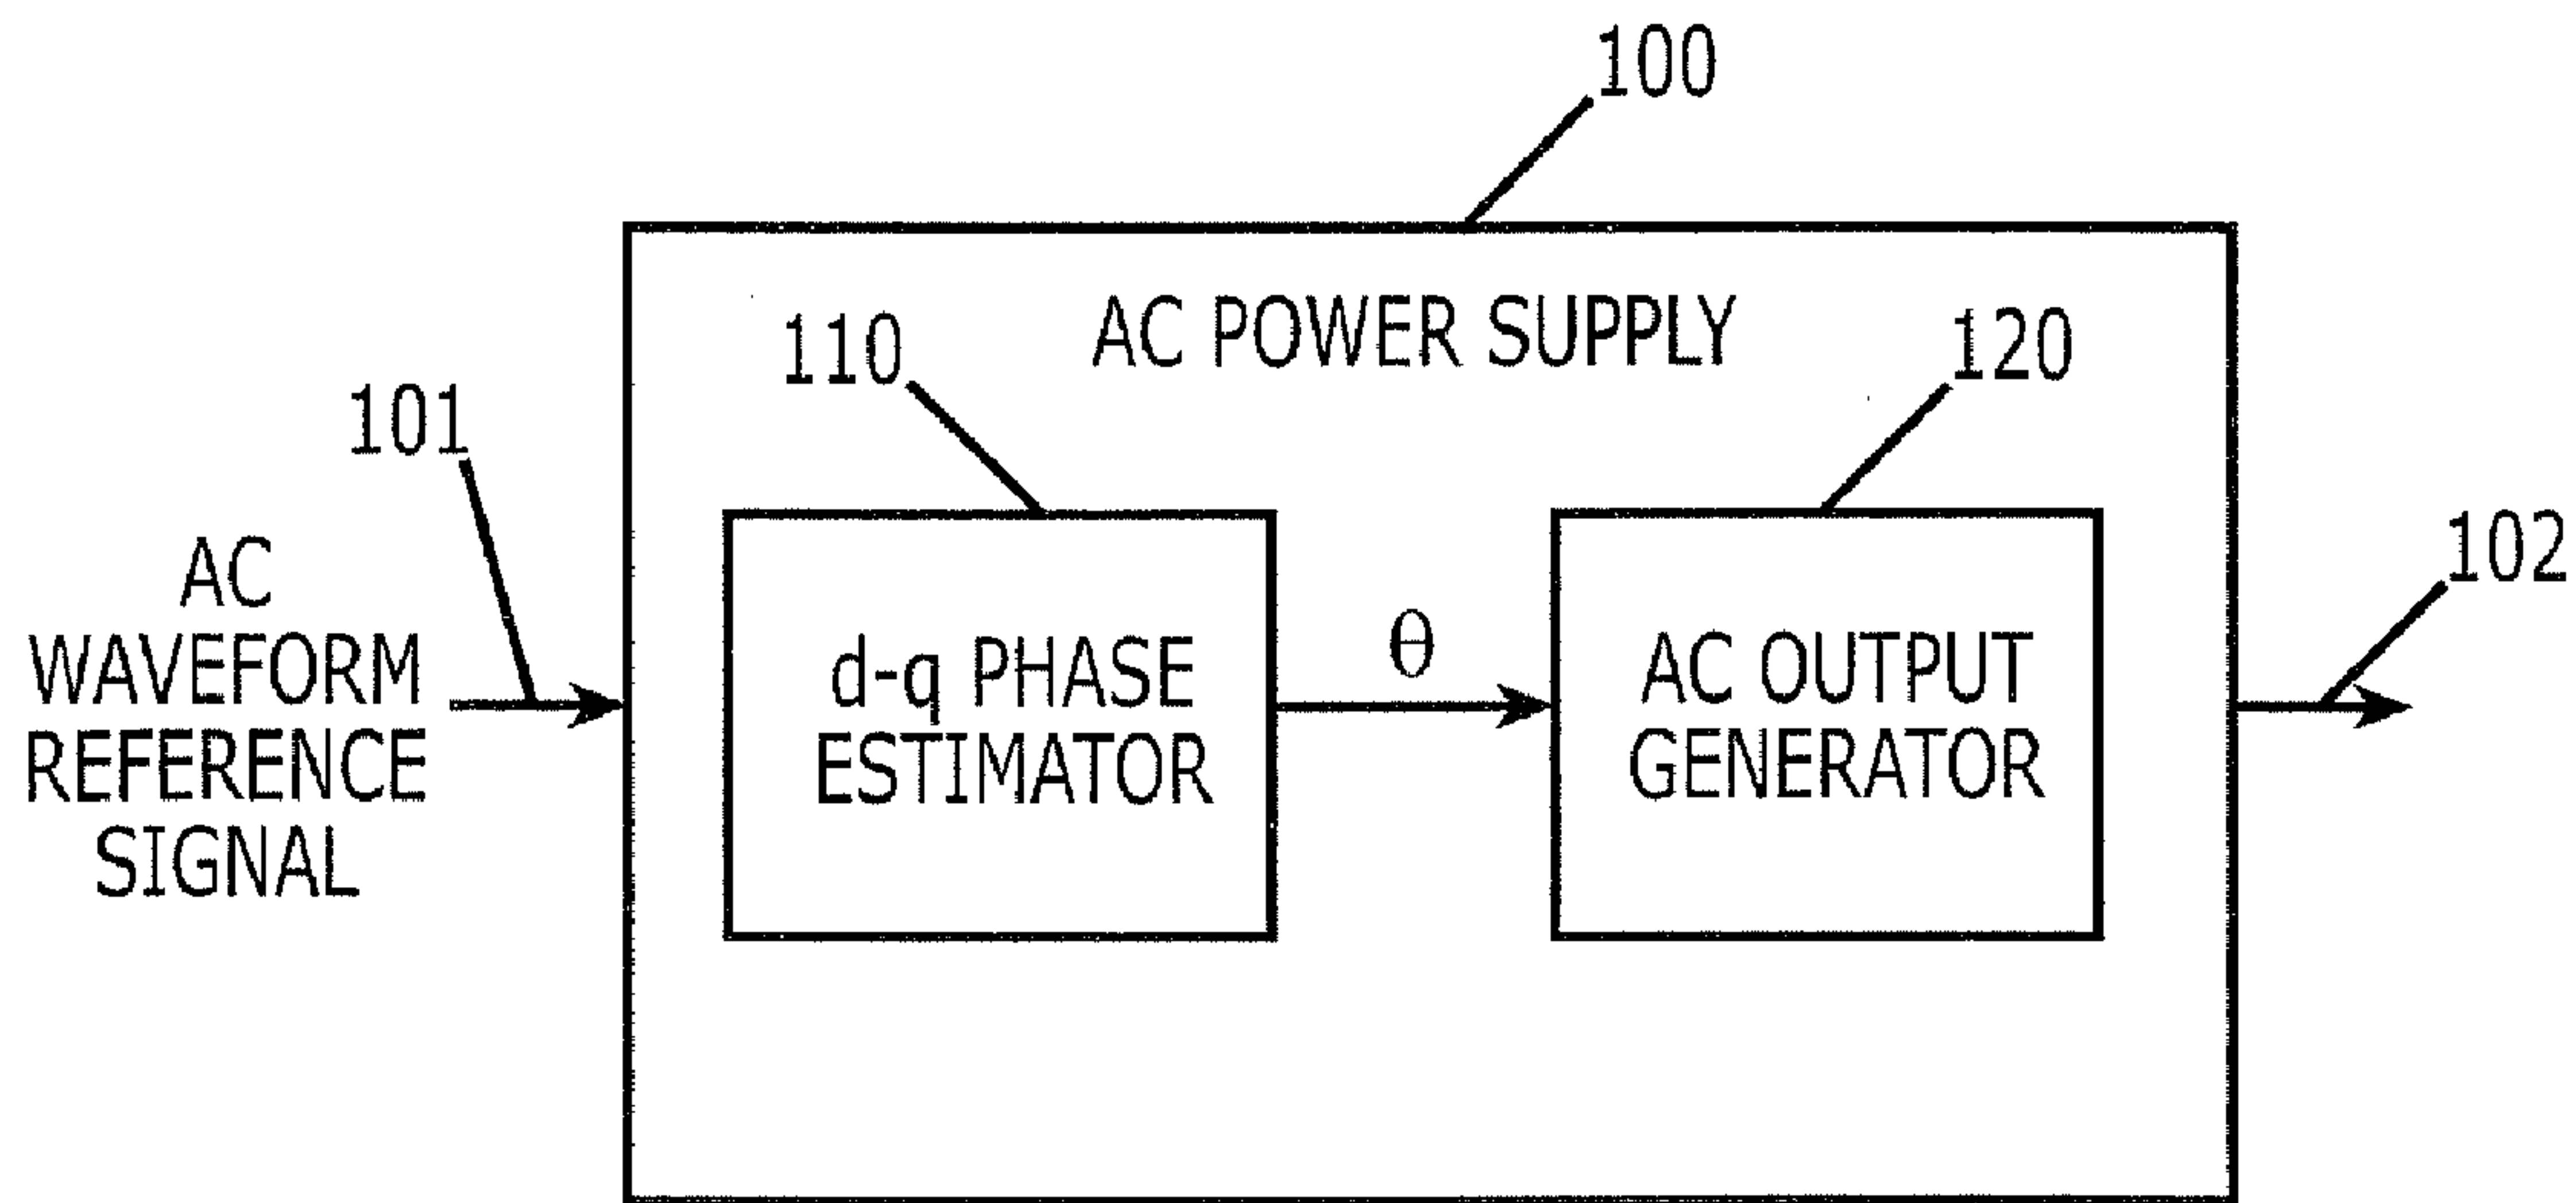 100
AC POWER SUPPLY
110
120
101
102
AC
WAVEFORM
REFERENCE
SIGNAL
d-q PHASE
ESTIMATOR
θ
AC OUTPUT
GENERATOR